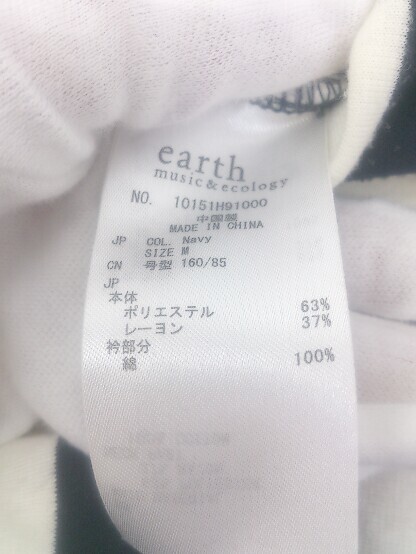 earth
music&ecology
NO. 10151H91000
中国製
MADE IN CHINA
JP COL. Navy
SIZE M
CN 号型 160/85
JP
本体
ポリエステル 63%
レーヨン 37%
衿部分
綿 100%